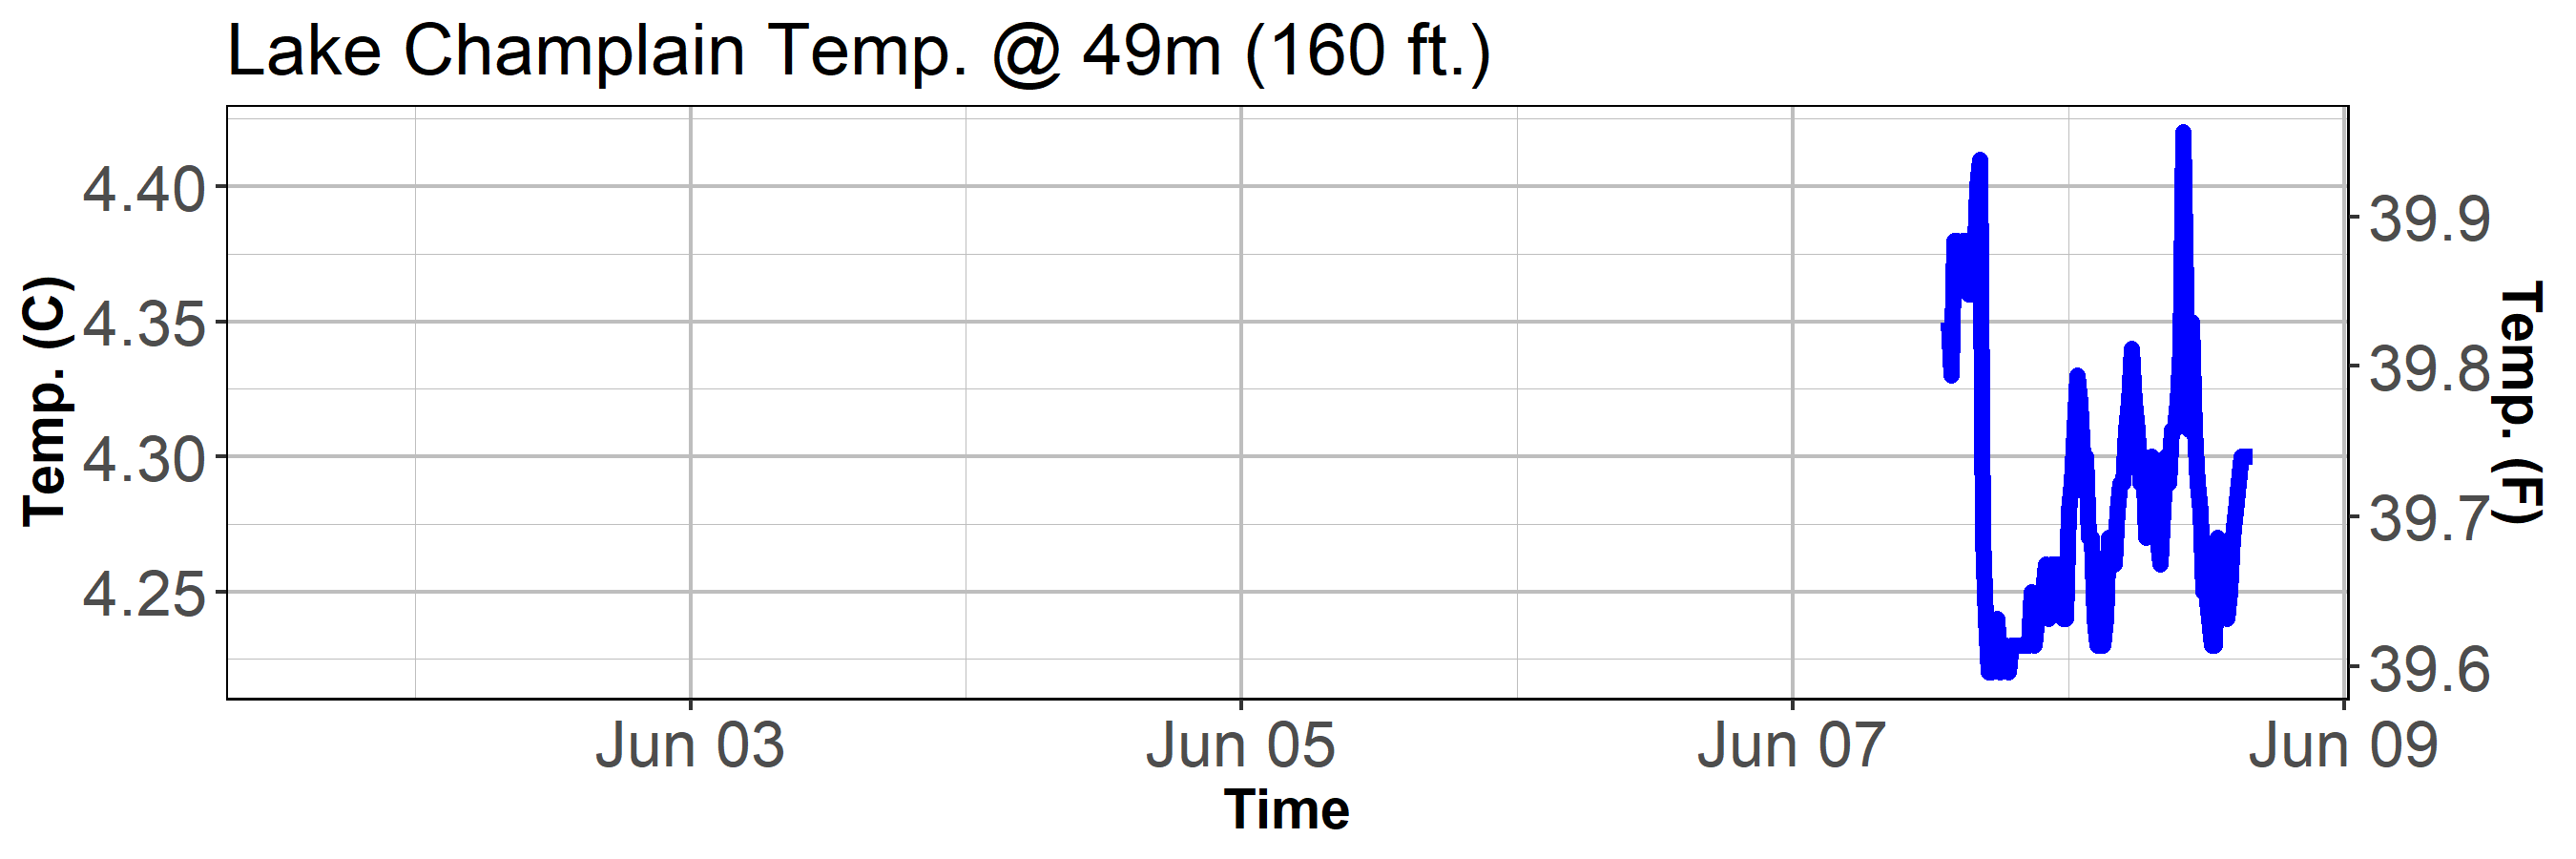 Lake Champlain Temp. @ 49m (160 ft.)
Temp. (C)
4.40
4.35
4.30
4.25
39.9
39.8
39.7
39.6
Temp. (F)
Jun 03
Jun 05
Jun 07
Jun 09
Time